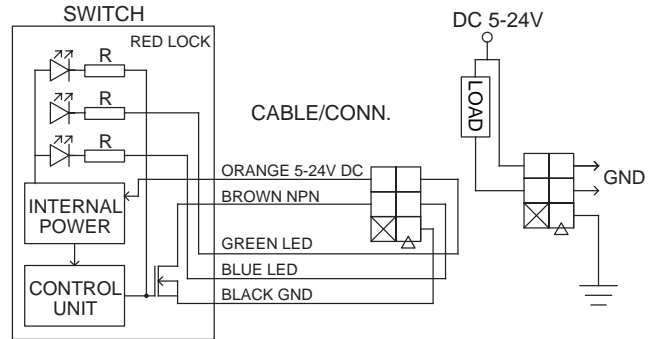 SWITCH
RED LOCK
R
R
R
INTERNAL
POWER
CONTROL
UNIT
CABLE/CONN.
ORANGE 5-24V DC
BROWN NPN
GREEN LED
BLUE LED
BLACK GND
DC 5-24V
LOAD
GND